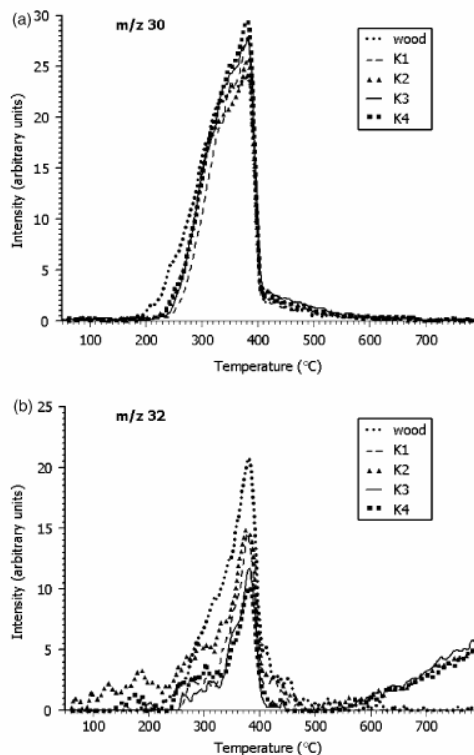 (a)
m/z 30
wood
K1
K2
K3
K4
30
25
20
15
10
5
0
Intensity (arbitrary units)
100 200 300 400 500 600 700
Temperature (°C)
(b)
m/z 32
wood
K1
K2
K3
K4
25
20
15
10
5
0
Intensity (arbitrary units)
100 200 300 400 500 600 700
Temperature (°C)